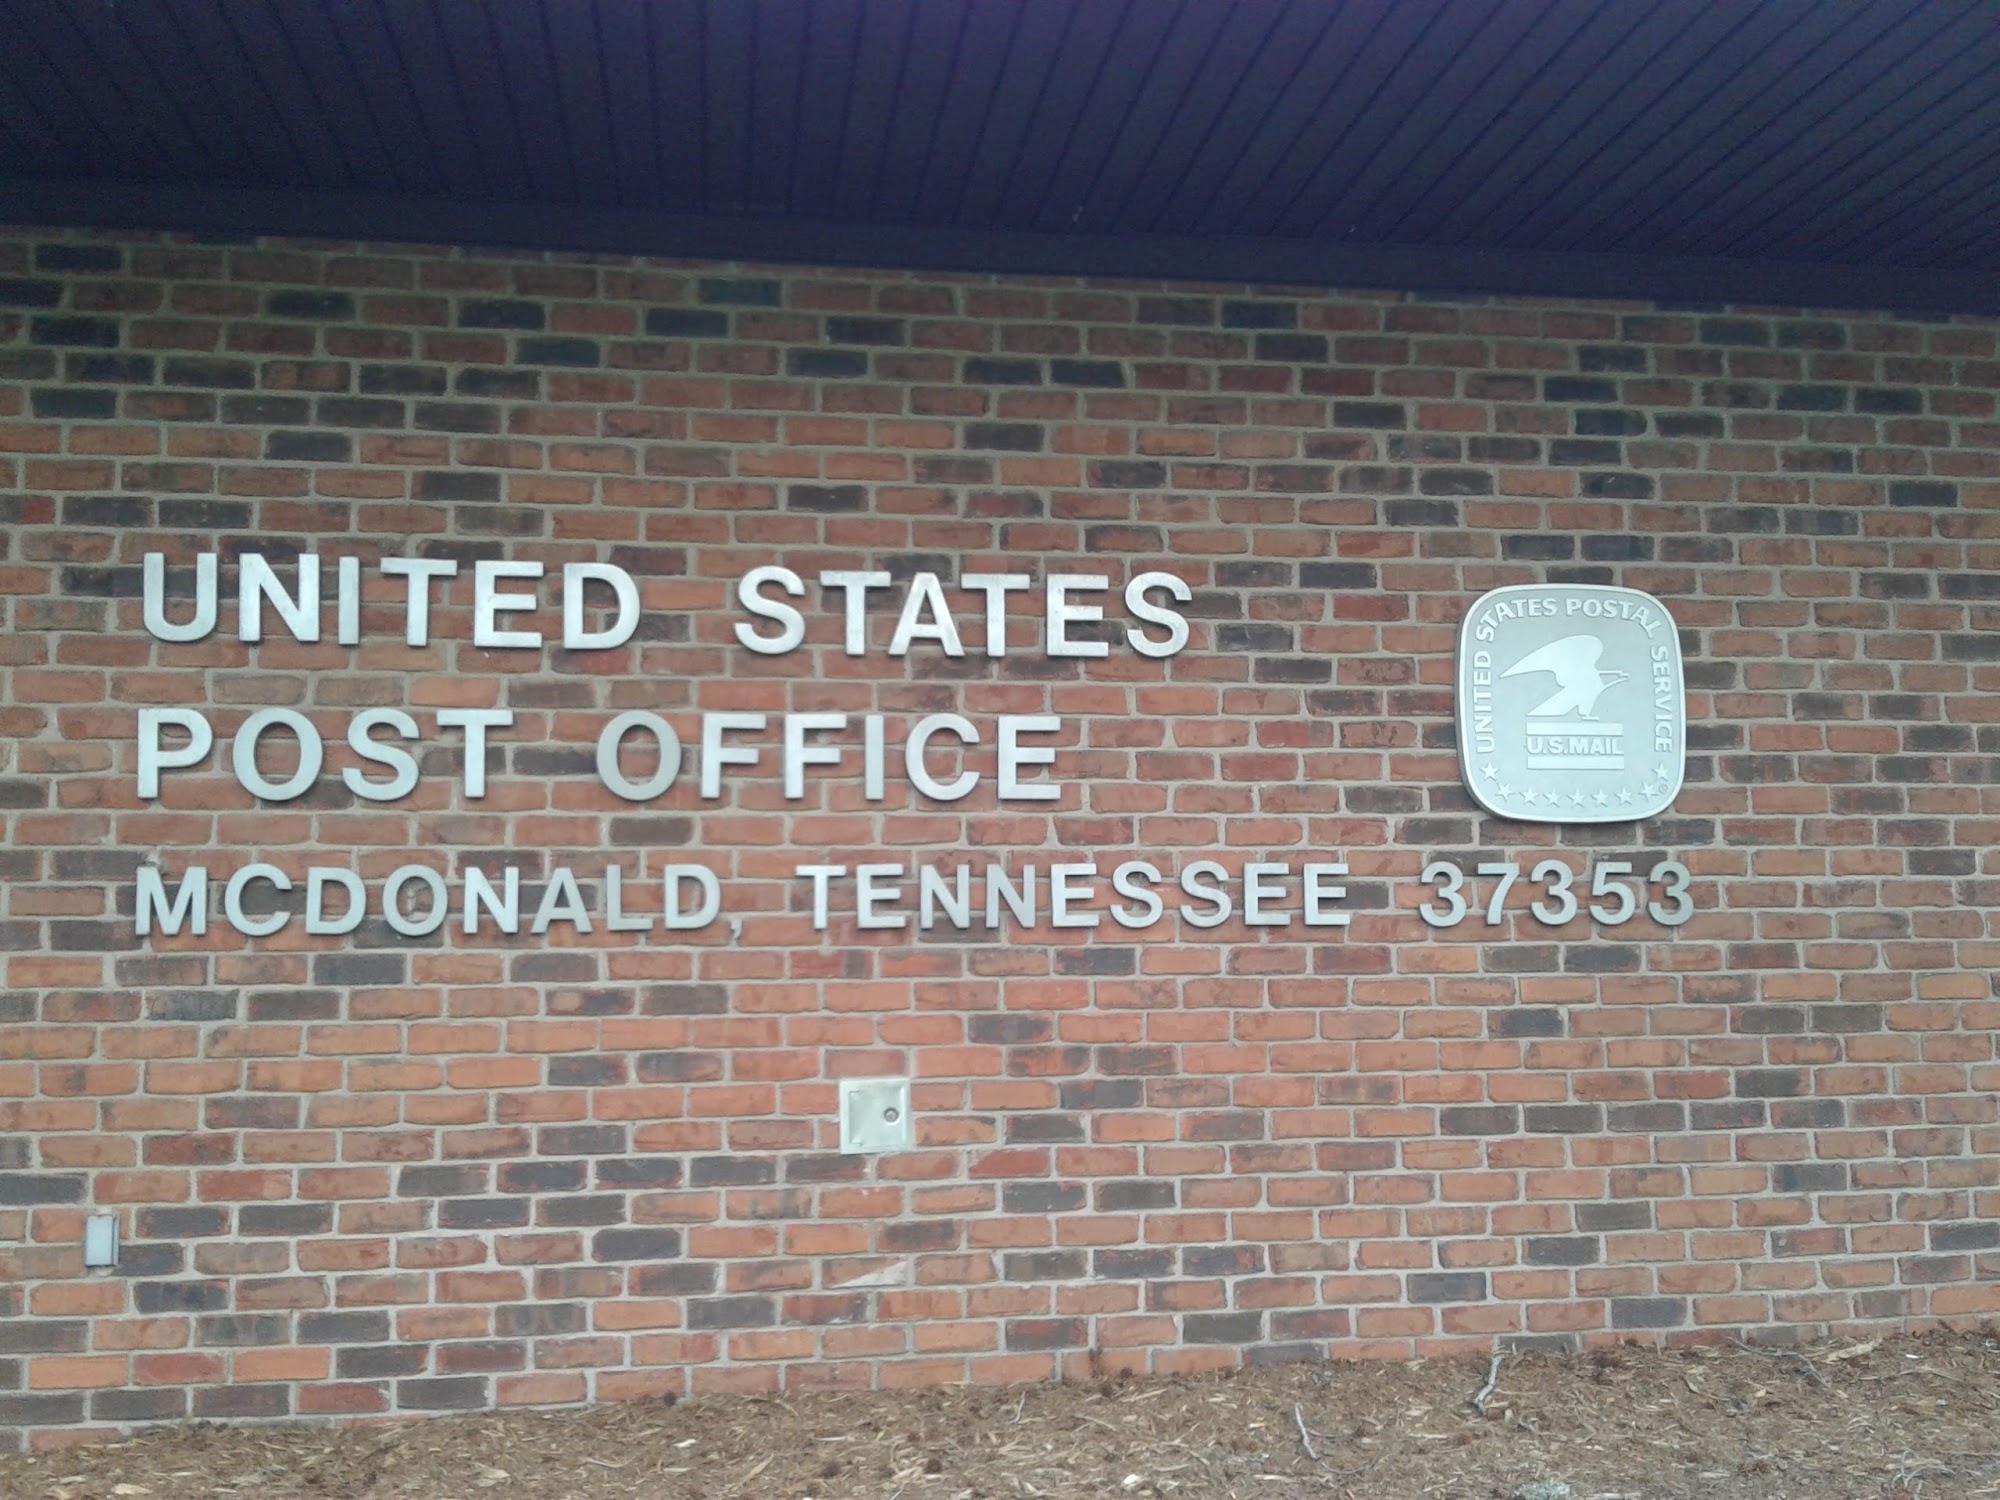 UNITED STATES
POST OFFICE
MCDONALD, TENNESSEE 37353
UNITED STATES POSTAL SERVICE
U.S.MAIL
®